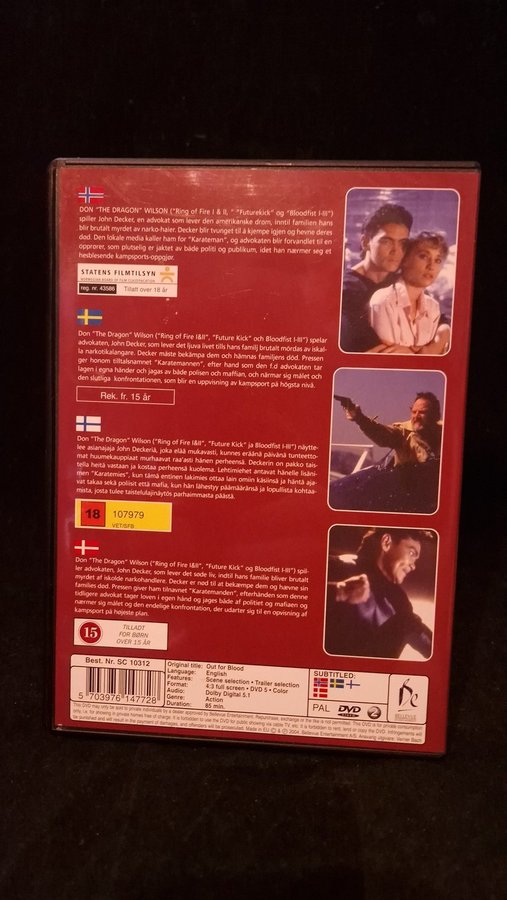 DON "THE DRAGON" WILSON ("Ring of Fire I & II, " "Futurekick" og "Bloodfist I-III")
spiller John Decker, en advokat som lever den amerikanske drøm, inntil familien hans
blir brutalt myrdet av narko-haier. Decker blir tvunget til å kjempe igjen og hevne deres
død. Den lokale media kaller ham for "Karateman", og advokaten blir forvandlet til en
opprører, som plutselig er jaktet av både politi og publikum, idet han nærmer seg et
hesblesende kampsports-oppgjør.
STATENS FILMTILSYN
NORWEGIAN BOARD OF FILM CLASSIFICATION
reg. nr. 43586 Tillatt over 18 år
Don "The Dragon" Wilson ("Ring of Fire I&II", "Future Kick" och Bloodfist I-III") spelar
advokaten, John Decker, som lever det ljuva livet tills hans familj brutalt mördas av iskal-
la narkotikalangare. Decker måste bekämpa dem och hämnas familjens död. Pressen
ger honom tilltalsnamnet "Karatemannen", efter hand som den f.d advokaten tar
lagen i egna händer och jagas av både polisen och maffian, och närmar sig målet och
den slutliga konfrontationen, som blir en uppvisning av kampsport på högsta nivå.
Rek. fr. 15 år
Don "The Dragon" Wilson ("Ring of Fire I&II", "Future Kick" ja Bloodfist I-III") näytte-
lee asianajaja John Deckeriä, joka elää mukavasti, kunnes eräänä päivänä tunteetto-
mat huumekauppiaat murhaavat raa'asti hänen perheensä. Deckerin on pakko tais-
tella heitä vastaan ja kostaa perheensä kuolema. Lehtimiehet antavat hänelle lisäni-
men "Karatemies", kun tämä entinen lakimies ottaa lain omiin käsiinsä ja häntä aja-
vat takaa sekä poliisit että mafia, kun hän lähestyy päämääränsä ja lopullista kohtaa-
mista, josta tulee taistelulajinäytös parhaimmasta päästä.
18 107979
VET/SFB
Don "The Dragon" Wilson ("Ring of Fire I&II", "Future Kick og Bloodfist I-III") spil-
ler advokaten, John Decker, som lever det søde liv, indtil hans familie bliver brutalt
myrdet af iskolde narkohandlere. Decker er nød til at bekæmpe dem og hævne sin
families død. Pressen giver ham tilnavnet "Karatemanden", efterhånden som denne
tidligere advokat tager loven i egen hånd og jages både af politiet og mafiaen og
nærmer sig målet og den endelige konfrontation, der udarter sig til en opvisning af
kampsport på højeste plan.
15
TILLADT
FOR BØRN
OVER 15 ÅR
Best. Nr. SC 10312
5 703976 147728
Original title: Out for Blood
Language: English
Features: Scene selection • Trailer selection
Format: 4:3 full screen • DVD 5 • Color
Audio: Dolby Digital 5.1
Genre: Action
Duration: 85 min.
SUBTITLED:
PAL DVD VIDEO 2
BELLEVUE